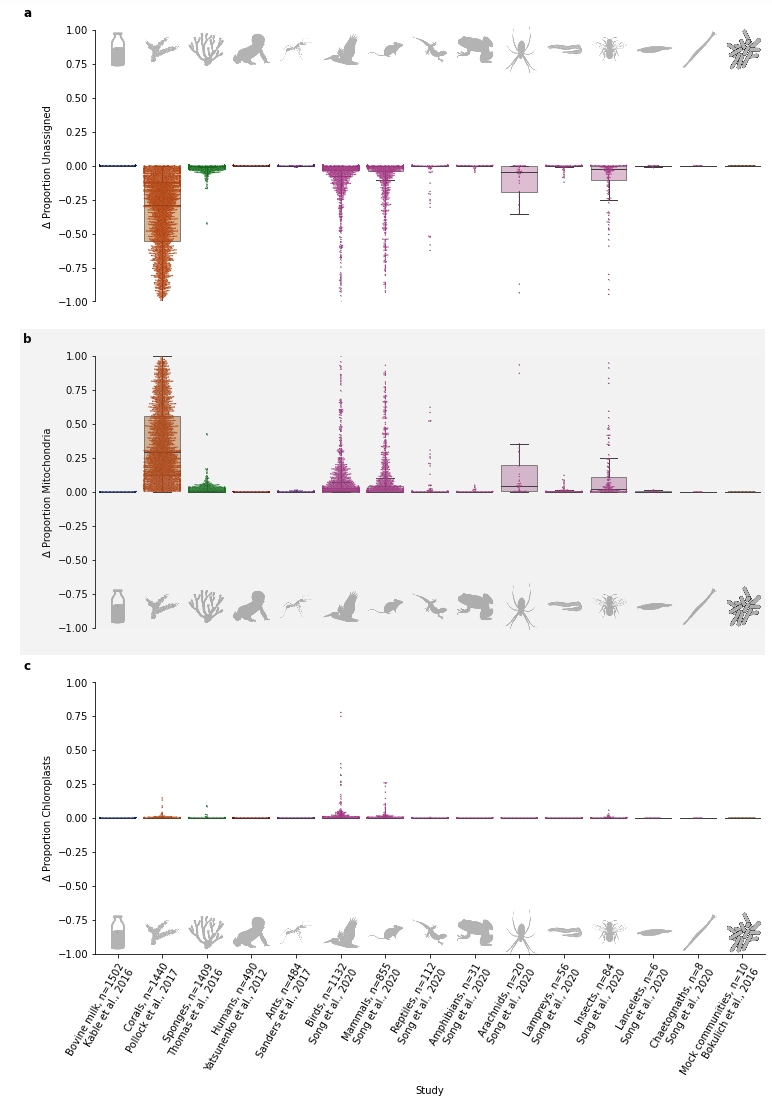 a
1.00
0.75
0.50
0.25
0.00
−0.25
−0.50
−0.75
−1.00
Δ Proportion Unassigned
b
1.00
0.75
0.50
0.25
0.00
−0.25
−0.50
−0.75
−1.00
Δ Proportion Mitochondria
c
1.00
0.75
0.50
0.25
0.00
−0.25
−0.50
−0.75
−1.00
Δ Proportion Chloroplasts
Bovine milk, n=1502
Kable et al., 2016
Corals, n=1440
Pollock et al., 2017
Sponges, n=1409
Thomas et al., 2016
Humans, n=490
Yatsunenko et al., 2012
Ants, n=484
Sanders et al., 2017
Birds, n=1132
Song et al., 2020
Mammals, n=855
Song et al., 2020
Reptiles, n=112
Song et al., 2020
Amphibians, n=31
Song et al., 2020
Arachnids, n=20
Song et al., 2020
Lampreys, n=56
Song et al., 2020
Insects, n=84
Song et al., 2020
Lancelets, n=6
Song et al., 2020
Chaetognaths, n=8
Song et al., 2020
Mock communities, n=10
Bokulich et al., 2016
Study